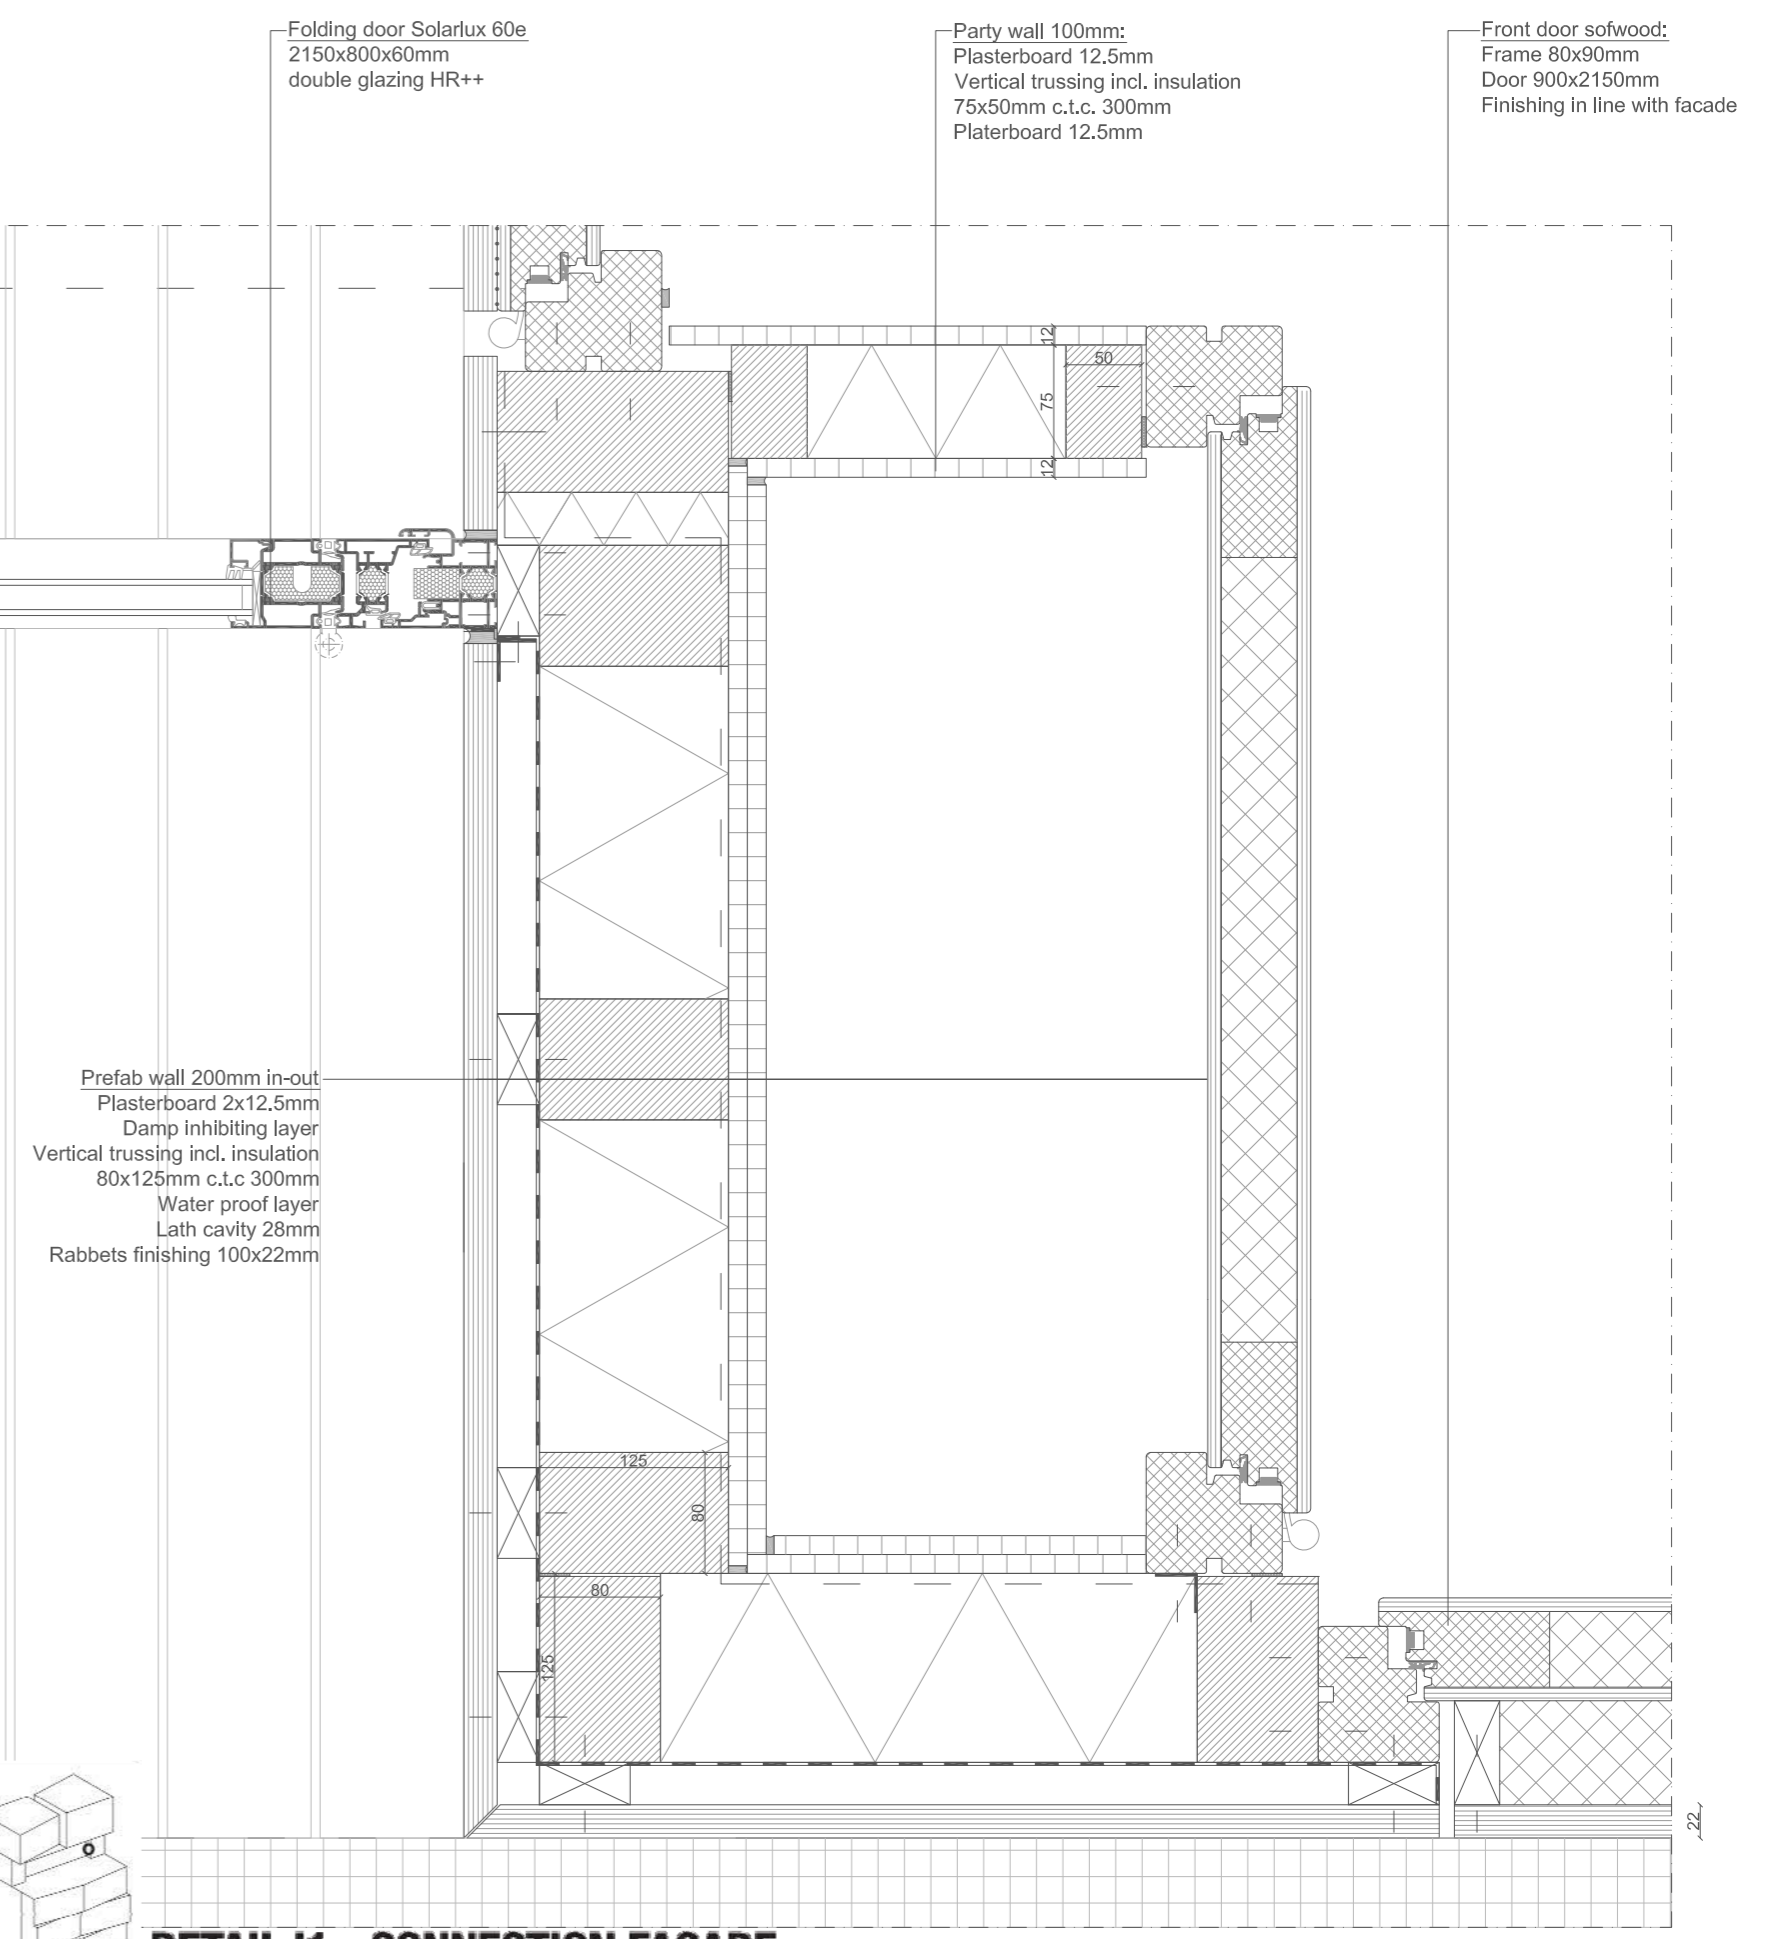 Folding door Solarlux 60e
2150x800x60mm
double glazing HR++
Party wall 100mm:
Plasterboard 12.5mm
Vertical trussing incl. insulation
75x50mm c.t.c. 300mm
Platerboard 12.5mm
Front door sofwood:
Frame 80x90mm
Door 900x2150mm
Finishing in line with facade
12
50
75
12
Prefab wall 200mm in-out
Plasterboard 2x12.5mm
Damp inhibiting layer
Vertical trussing incl. insulation
80x125mm c.t.c 300mm
Water proof layer
Lath cavity 28mm
Rabbets finishing 100x22mm
125
80
80
125
22
CONNECTION FACADE